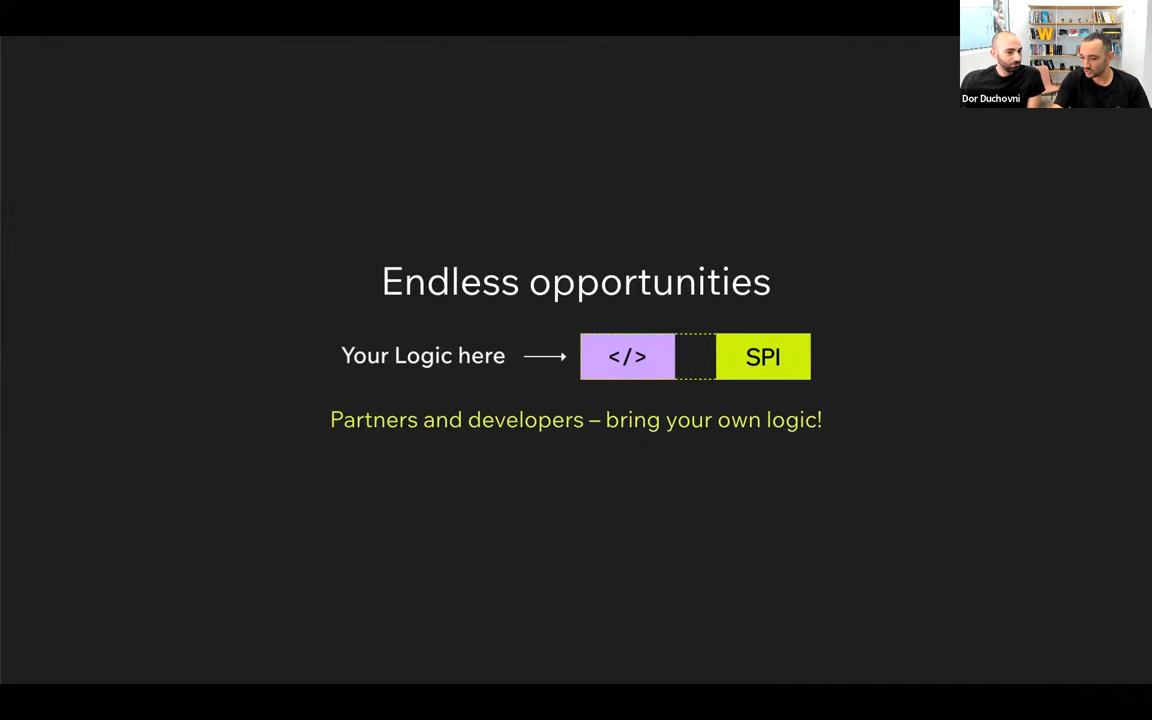 Dor Duchovni
Endless opportunities
Your Logic here → </> SPI
Partners and developers – bring your own logic!